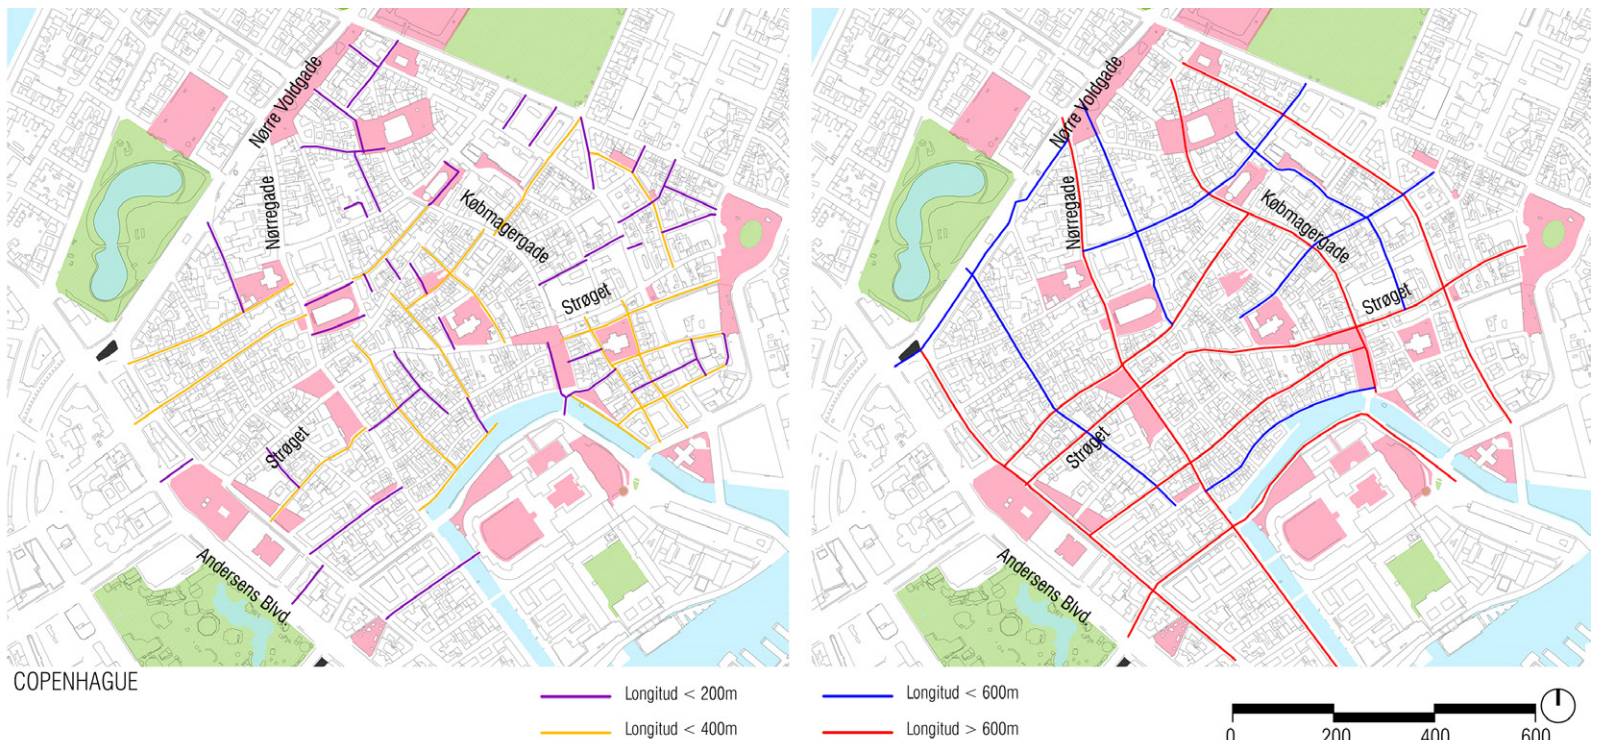 Nørre Voldgade
Nørregade
Købmagergade
Strøget
Strøget
Andersens Blvd.
Nørre Voldgade
Nørregade
Købmagergade
Strøget
Strøget
Andersens Blvd.
COPENHAGUE
Longitud < 200m
Longitud < 400m
Longitud < 600m
Longitud > 600m
0 200 400 600